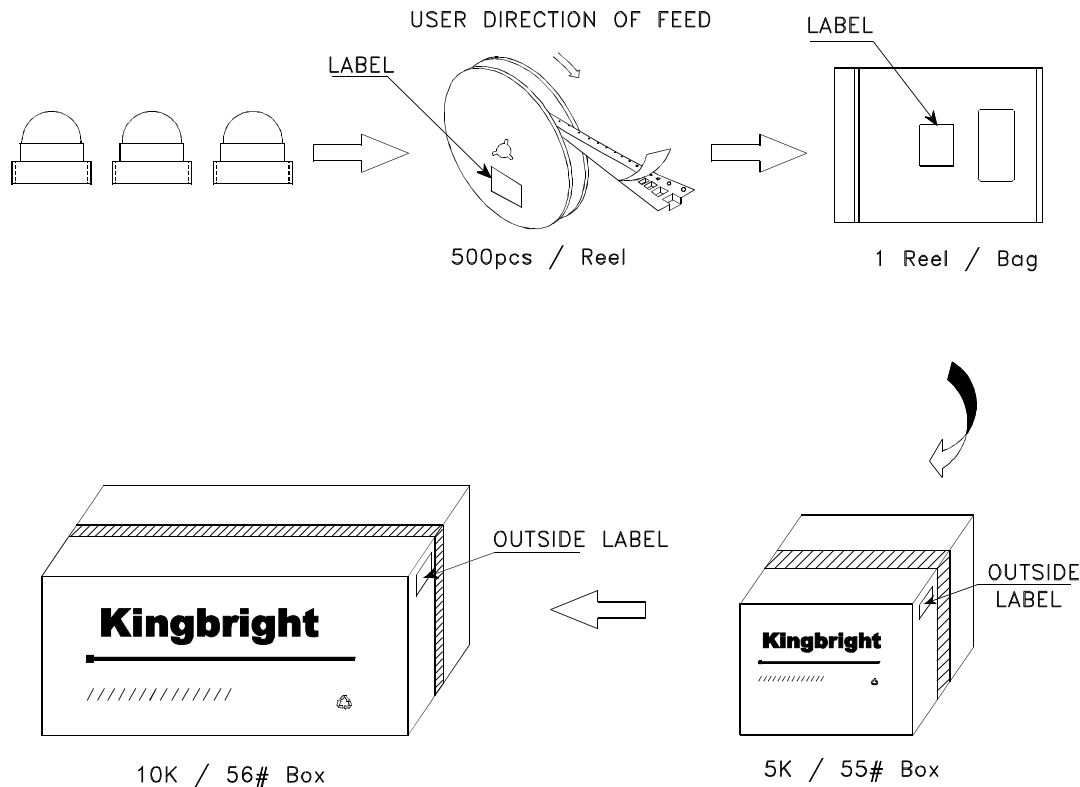 USER DIRECTION OF FEED
LABEL
LABEL
500pcs / Reel
1 Reel / Bag
OUTSIDE LABEL
OUTSIDE
LABEL
Kingbright
Kingbright
10K / 56# Box
5K / 55# Box